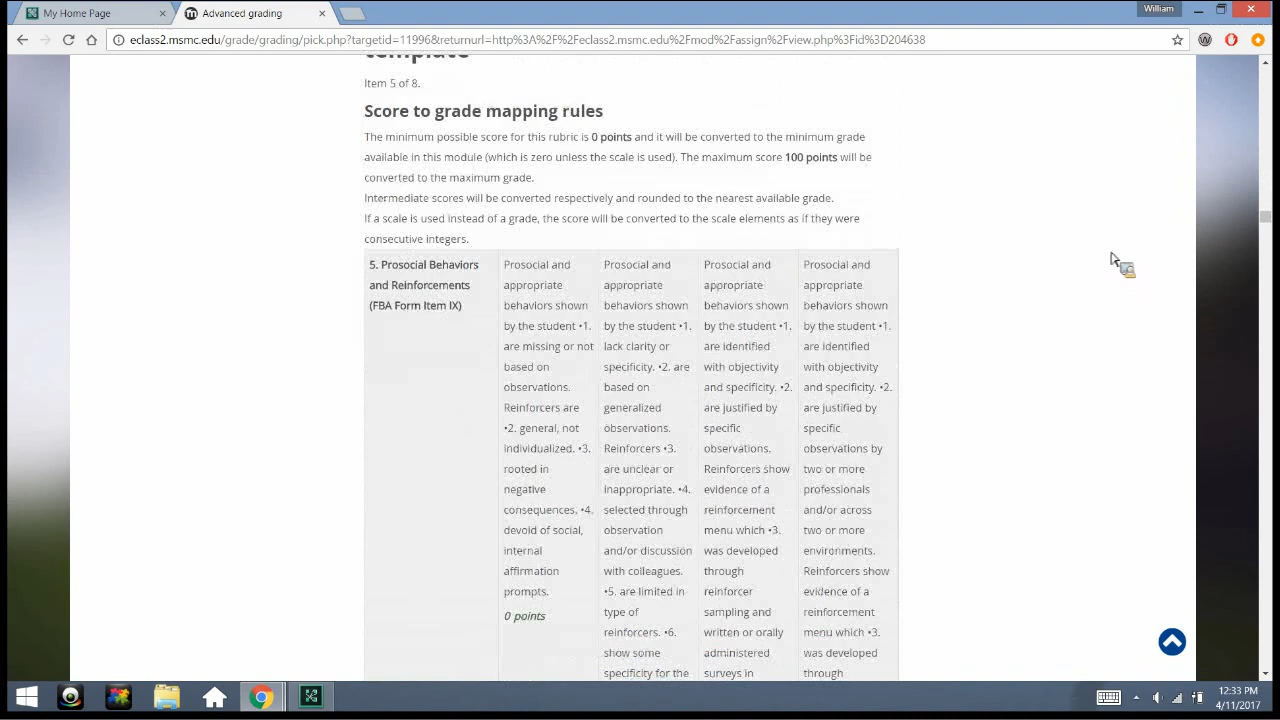 My Home Page
Advanced grading
William
eclass2.msmc.edu/grade/grading/pick.php?targetid=11996&returnurl=http%3A%2F%2Feclass2.msmc.edu%2Fmod%2Fassign%2Fview.php%3Fid%3D204638
template
Item 5 of 8.
Score to grade mapping rules
The minimum possible score for this rubric is 0 points and it will be converted to the minimum grade
available in this module (which is zero unless the scale is used). The maximum score 100 points will be
converted to the maximum grade.
Intermediate scores will be converted respectively and rounded to the nearest available grade.
If a scale is used instead of a grade, the score will be converted to the scale elements as if they were
consecutive integers.
5. Prosocial Behaviors
and Reinforcements
(FBA Form Item IX)
Prosocial and
appropriate
behaviors shown
by the student •1.
are missing or not
based on
observations.
Reinforcers are
•2. general, not
individualized. •3.
rooted in
negative
consequences. •4.
devoid of social,
internal
affirmation
prompts.
0 points
Prosocial and
appropriate
behaviors shown
by the student •1.
lack clarity or
specificity. •2. are
based on
generalized
observations.
Reinforcers •3.
are unclear or
inappropriate. •4.
selected through
observation
and/or discussion
with colleagues.
•5. are limited in
type of
reinforcers. •6.
show some
specificity for the
Prosocial and
appropriate
behaviors shown
by the student •1.
are identified
with objectivity
and specificity. •2.
are justified by
specific
observations.
Reinforcers show
evidence of a
reinforcement
menu which •3.
was developed
through
reinforcer
sampling and
written or orally
administered
surveys in
Prosocial and
appropriate
behaviors shown
by the student •1.
are identified
with objectivity
and specificity. •2.
are justified by
specific
observations by
two or more
professionals
and/or across
two or more
environments.
Reinforcers show
evidence of a
reinforcement
menu which •3.
was developed
through
12:33 PM
4/11/2017